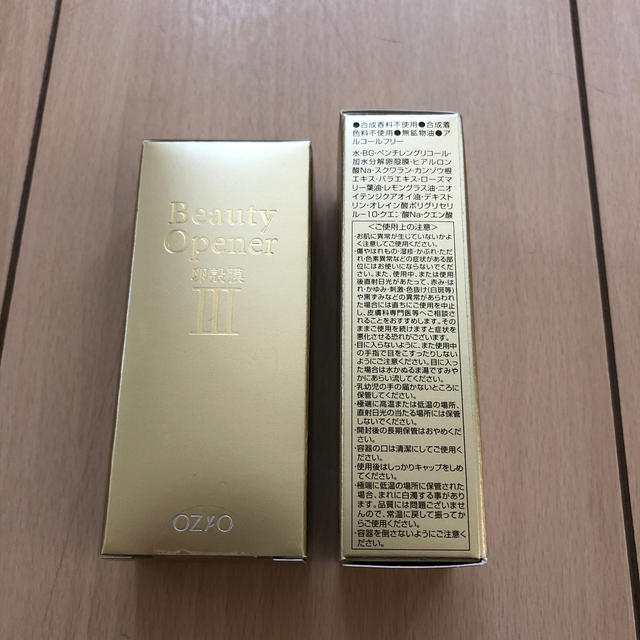 Beauty
Opener
卵殻膜
III
OZIO
●合成香料不使用●合成着
色料不使用●無鉱物油●ア
ルコールフリー
水・BG・ペンチレングリコール・
加水分解卵殻膜・ヒアルロン
酸Na・スクワラン・カンゾウ根
エキス・バラエキス・ローズマ
リー葉油・レモングラス油・ニオ
イテンジクアオイ油・デキスト
リン・オレイン酸ポリグリセリ
ル-10・クエン酸Na・クエン酸
＜ご使用上の注意＞
・お肌に異常が生じていないかよ
く注意してご使用ください。
・傷やはれもの・湿疹・かぶれ・ただ
れ・色素異常などの症状がある部
位にはお使いにならないでくださ
い。また、使用中、または使用
後直射日光があたって、赤み・は
れ・かゆみ・刺激・色抜け(白斑等)
や黒ずみなどの異常があらわれ
た場合には直ちにご使用を中止
し、皮膚科専門医等へご相談さ
れることをおすすめします。その
ままご使用を続けますと症状を
悪化させる恐れがございます。
・目に入らないように、また使用中
の手指で目をこすったりしない
ようにご注意ください。目に入っ
た場合は水かぬるま湯ですみや
かにあらい流してください。
・乳幼児の手の届かないところに
保管してください。
・極端に高温または低温の場所、
直射日光の当たる場所には保管
しないでください。
・開封後の長期保管はおやめくだ
さい。
・容器の口は清潔にしてご使用く
ださい。
・使用後はしっかりキャップをしめ
てください。
・極端に低温の場所に保管された
場合、まれに白濁する事があり
ます。品質には問題ございませ
んので、常温に戻して振ってか
らご使用ください。
・容器を倒さないようにご注意く
ださい。